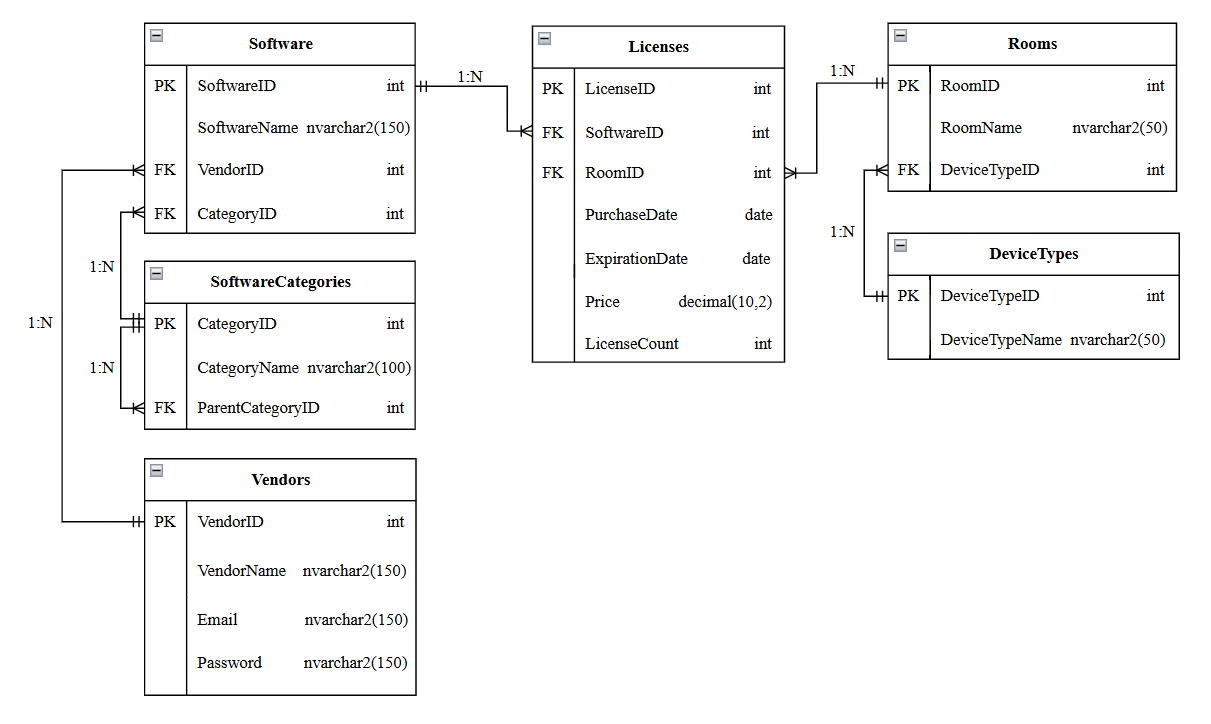 Software
PK SoftwareID int
SoftwareName nvarchar2(150)
FK VendorID int
FK CategoryID int
SoftwareCategories
PK CategoryID int
CategoryName nvarchar2(100)
FK ParentCategoryID int
Vendors
PK VendorID int
VendorName nvarchar2(150)
Email nvarchar2(150)
Password nvarchar2(150)
1:N
1:N
1:N
1:N
Licenses
PK LicenseID int
FK SoftwareID int
FK RoomID int
PurchaseDate date
ExpirationDate date
Price decimal(10,2)
LicenseCount int
1:N
Rooms
PK RoomID int
RoomName nvarchar2(50)
FK DeviceTypeID int
1:N
DeviceTypes
PK DeviceTypeID int
DeviceTypeName nvarchar2(50)